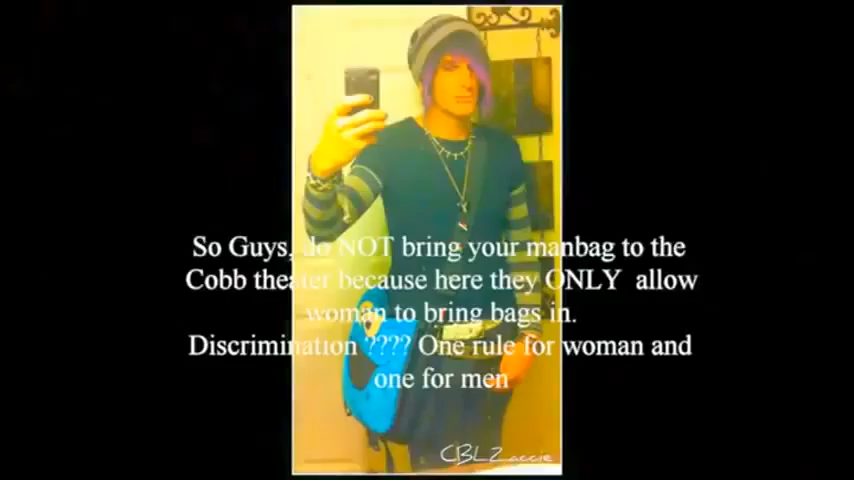 So Guys, do NOT bring your manbag to the
Cobb theater because here they ONLY allow
woman to bring bags in.
Discrimination ???? One rule for woman and
one for men
CBLZaccie